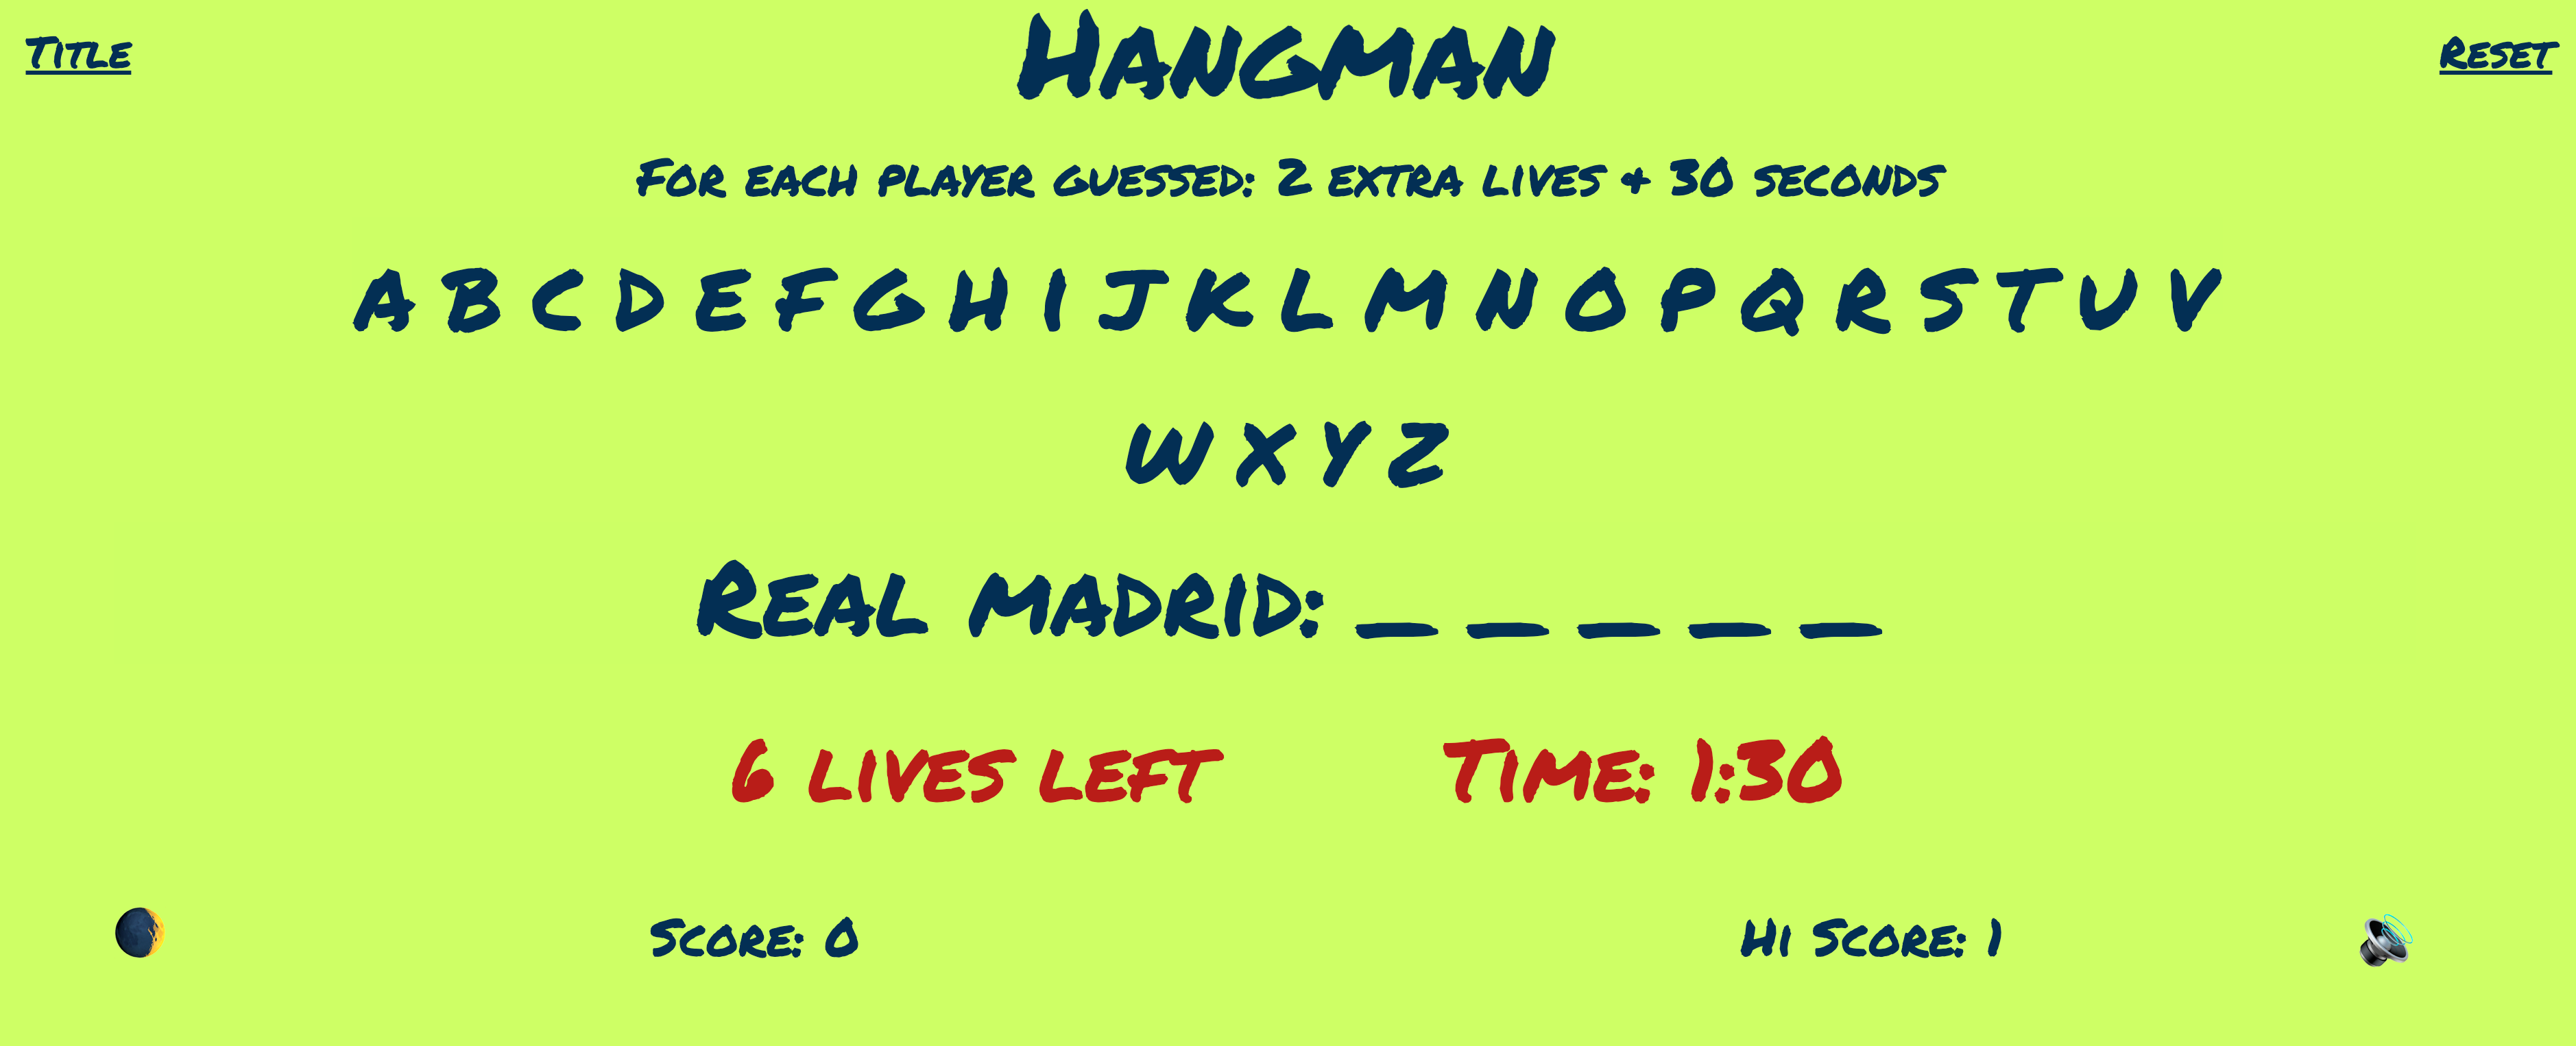 Title
Hangman
Reset
For each player guessed: 2 extra lives & 30 seconds
A B C D E F G H I J K L M N O P Q R S T U V
W X Y Z
Real Madrid: _ _ _ _ _
6 lives left
Time: 1:30
Score: 0
Hi Score: 1